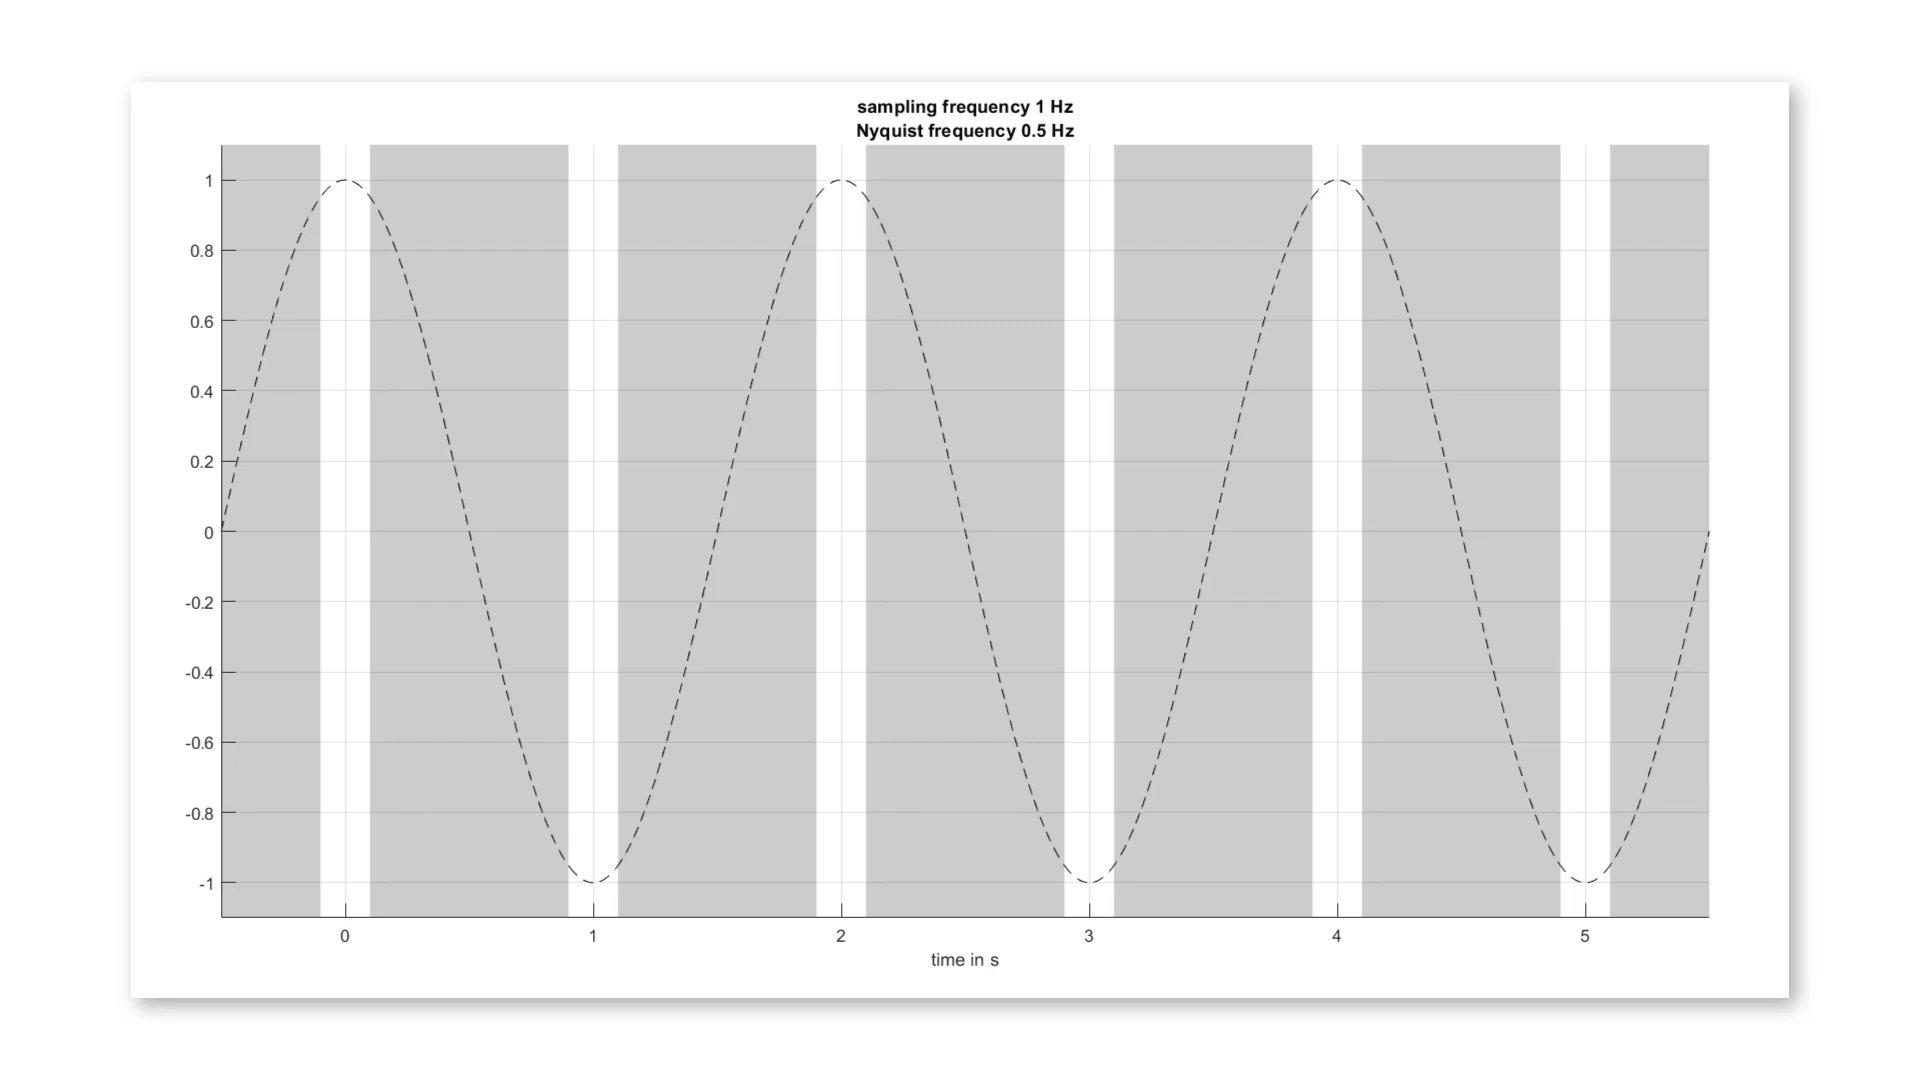 sampling frequency 1 Hz
Nyquist frequency 0.5 Hz
1
0.8
0.6
0.4
0.2
0
-0.2
-0.4
-0.6
-0.8
-1
0 1 2 3 4 5
time in s